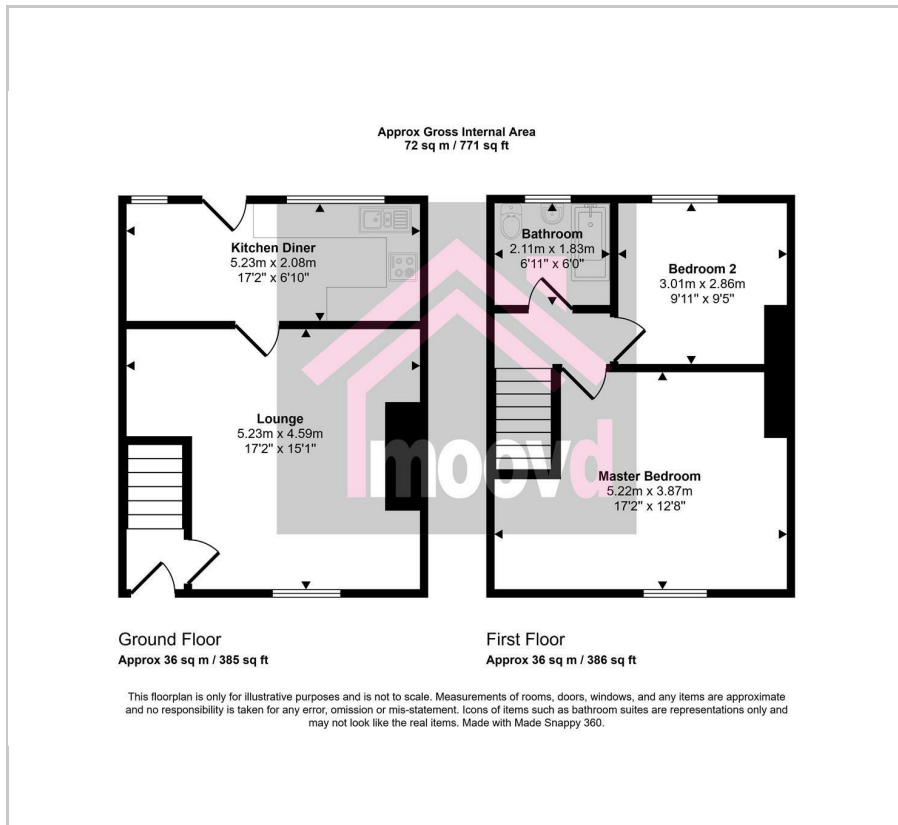 Approx Gross Internal Area
72 sq m / 771 sq ft
Kitchen Diner
5.23m x 2.08m
17'2" x 6'10"
Lounge
5.23m x 4.59m
17'2" x 15'1"
Bathroom
2.11m x 1.83m
6'11" x 6'0"
Bedroom 2
3.01m x 2.86m
9'11" x 9'5"
Master Bedroom
5.22m x 3.87m
17'2" x 12'8"
moovd
Ground Floor
Approx 36 sq m / 385 sq ft
First Floor
Approx 36 sq m / 386 sq ft
This floorplan is only for illustrative purposes and is not to scale. Measurements of rooms, doors, windows, and any items are approximate
and no responsibility is taken for any error, omission or mis-statement. Icons of items such as bathroom suites are representations only and
may not look like the real items. Made with Made Snappy 360.